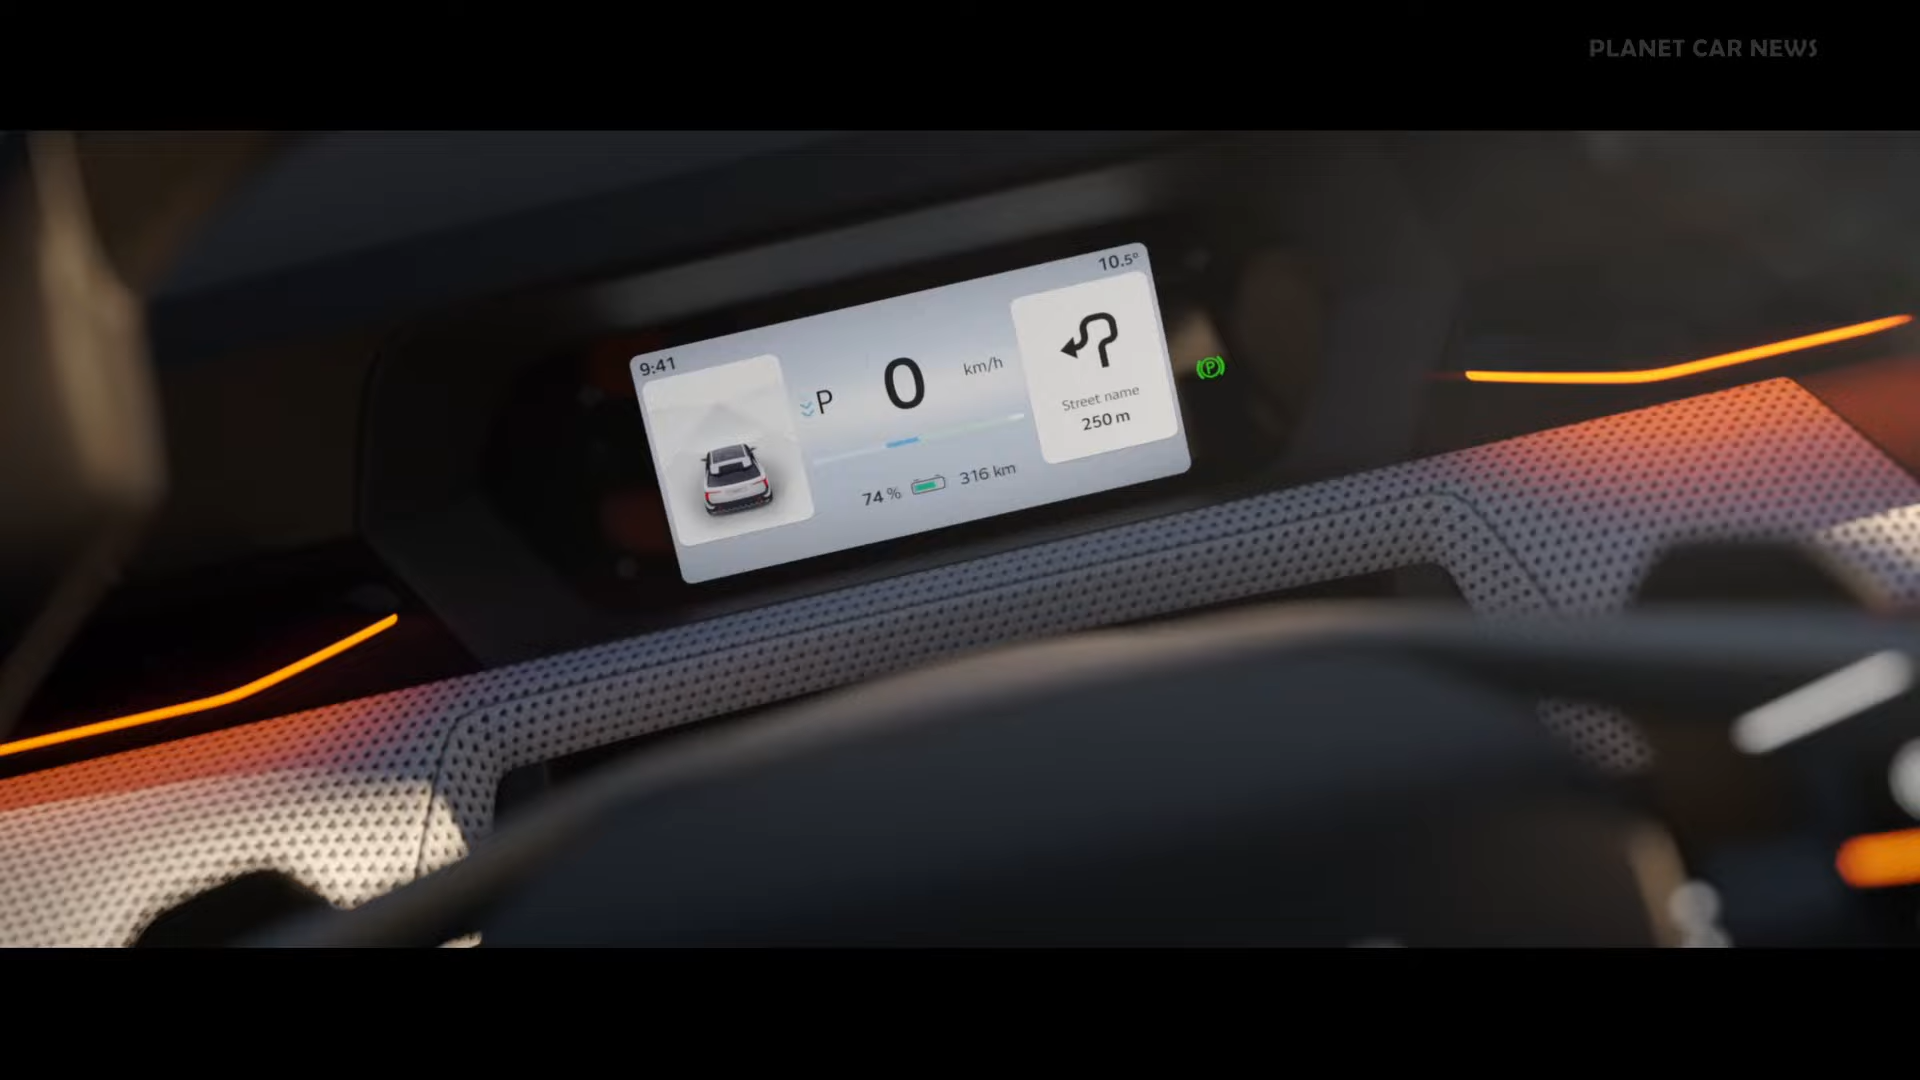 PLANET CAR NEWS
9:41
10.5°
P
0
km/h
Street name
250 m
74 %
316 km
P